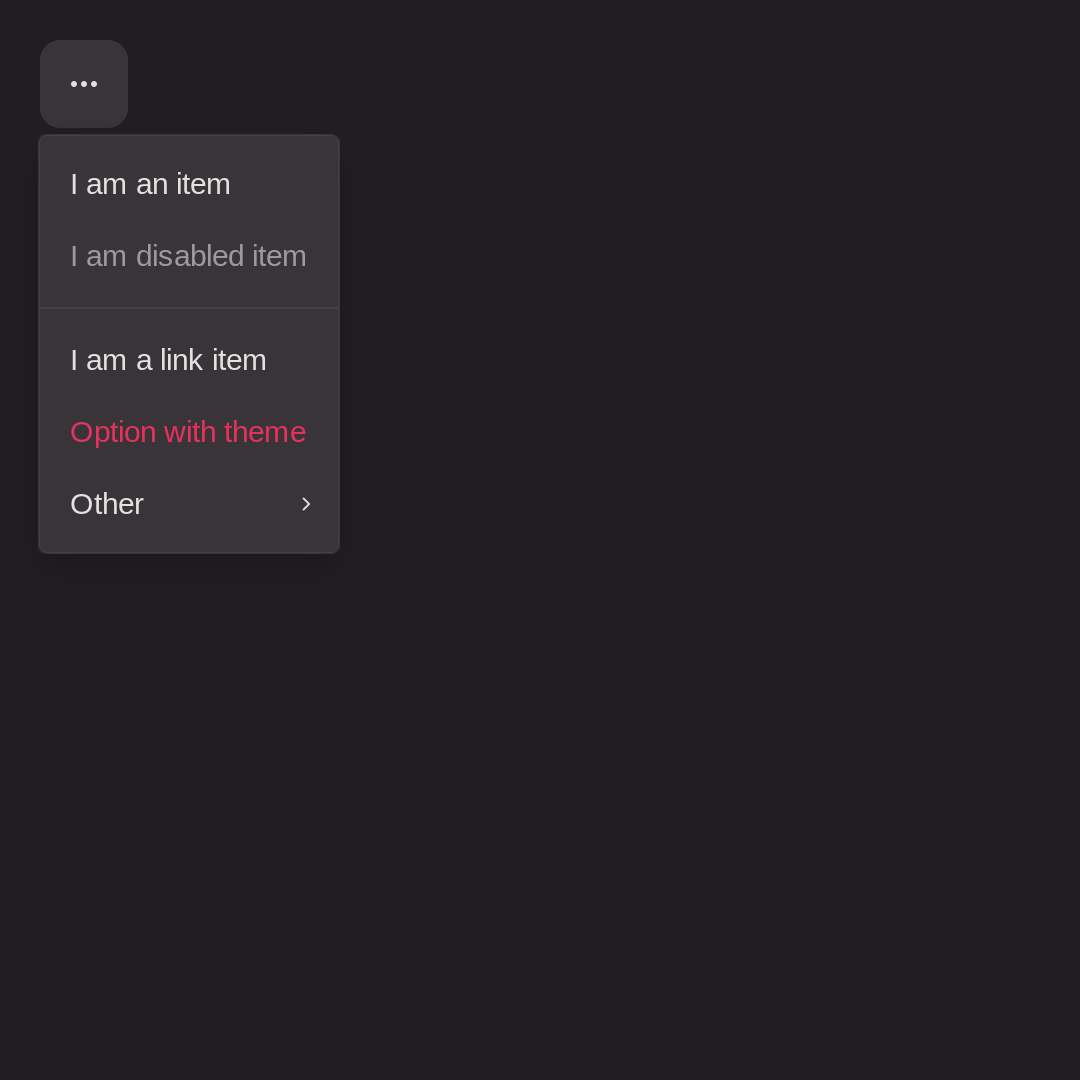 I am an item
I am disabled item
I am a link item
Option with theme
Other